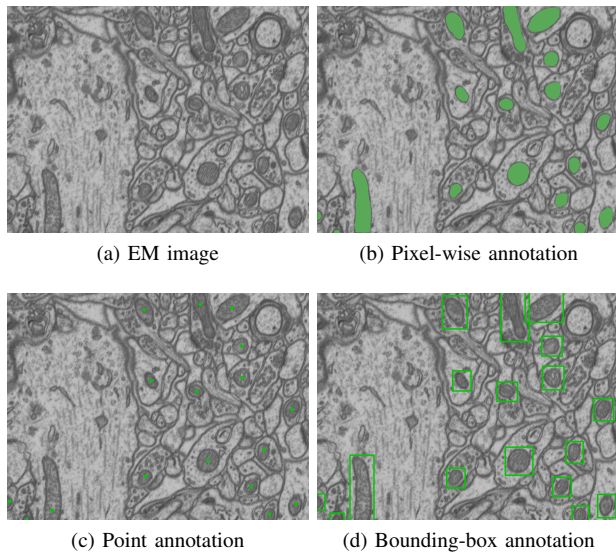 (a) EM image
(b) Pixel-wise annotation
(c) Point annotation
(d) Bounding-box annotation